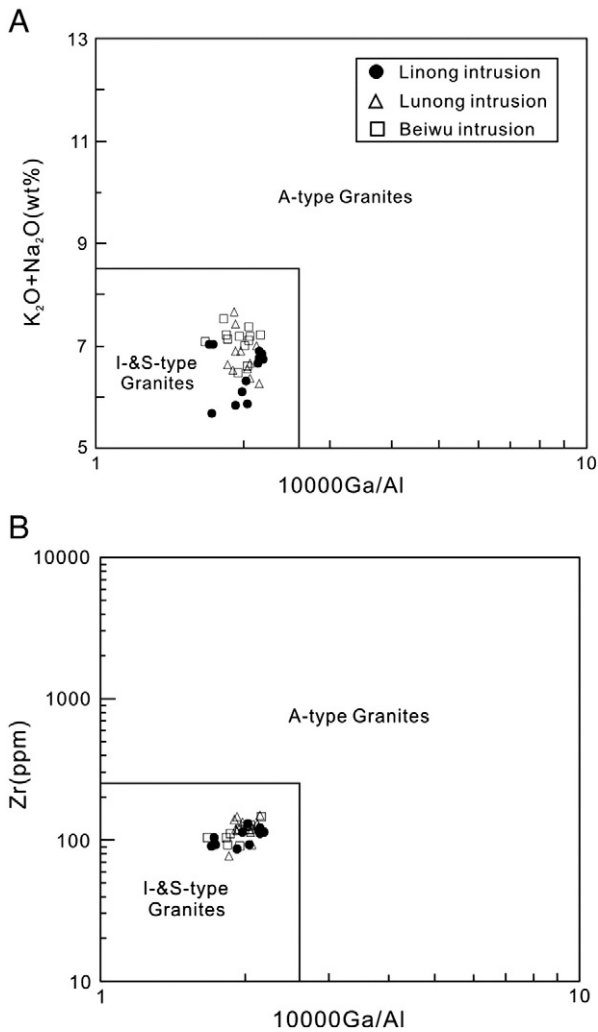 A
13
11
9
7
5
K₂O+Na₂O(wt%)
Linong intrusion
Lunong intrusion
Beiwu intrusion
A-type Granites
I-&S-type
Granites
1
10
10000Ga/Al
B
10000
1000
100
10
Zr(ppm)
A-type Granites
I-&S-type
Granites
1
10
10000Ga/Al